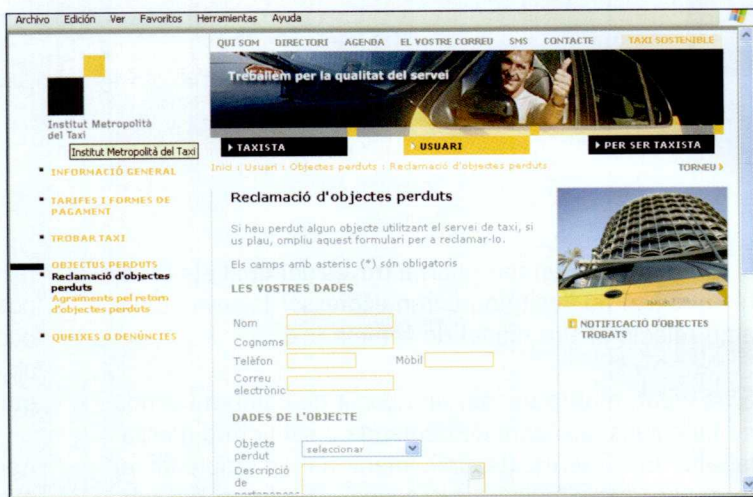 Archivo Edición Ver Favoritos Herramientas Ayuda
QUI SOM DIRECTORI AGENDA EL VOSTRE CORREU SMS CONTACTE TAXI SOSTENIBLE
Treballem per la qualitat del servei
Institut Metropolità
del Taxi
Institut Metropolità del Taxi
TAXISTA
USUARI
PER SER TAXISTA
Inici : Usuari : Objectes perduts : Reclamació d'objectes perduts
TORNEU
INFORMACIÓ GENERAL
TARIFES I FORMES DE
PAGAMENT
TROBAR TAXI
OBJECTUS PERDUTS
Reclamació d'objectes
perduts
Agraïments pel retorn
d'objectes perduts
QUEIXES O DENÚNCIES
Reclamació d'objectes perduts
Si heu perdut algun objecte utilitzant el servei de taxi, si
us plau, ompliu aquest formulari per a reclamar-lo.
Els camps amb asterisc (*) són obligatoris
LES VOSTRES DADES
Nom
Cognoms
Telèfon Mòbil
Correu
electrònic
DADES DE L'OBJECTE
Objecte
perdut seleccionar
Descripció
de
NOTIFICACIÓ D'OBJECTES
TROBATS